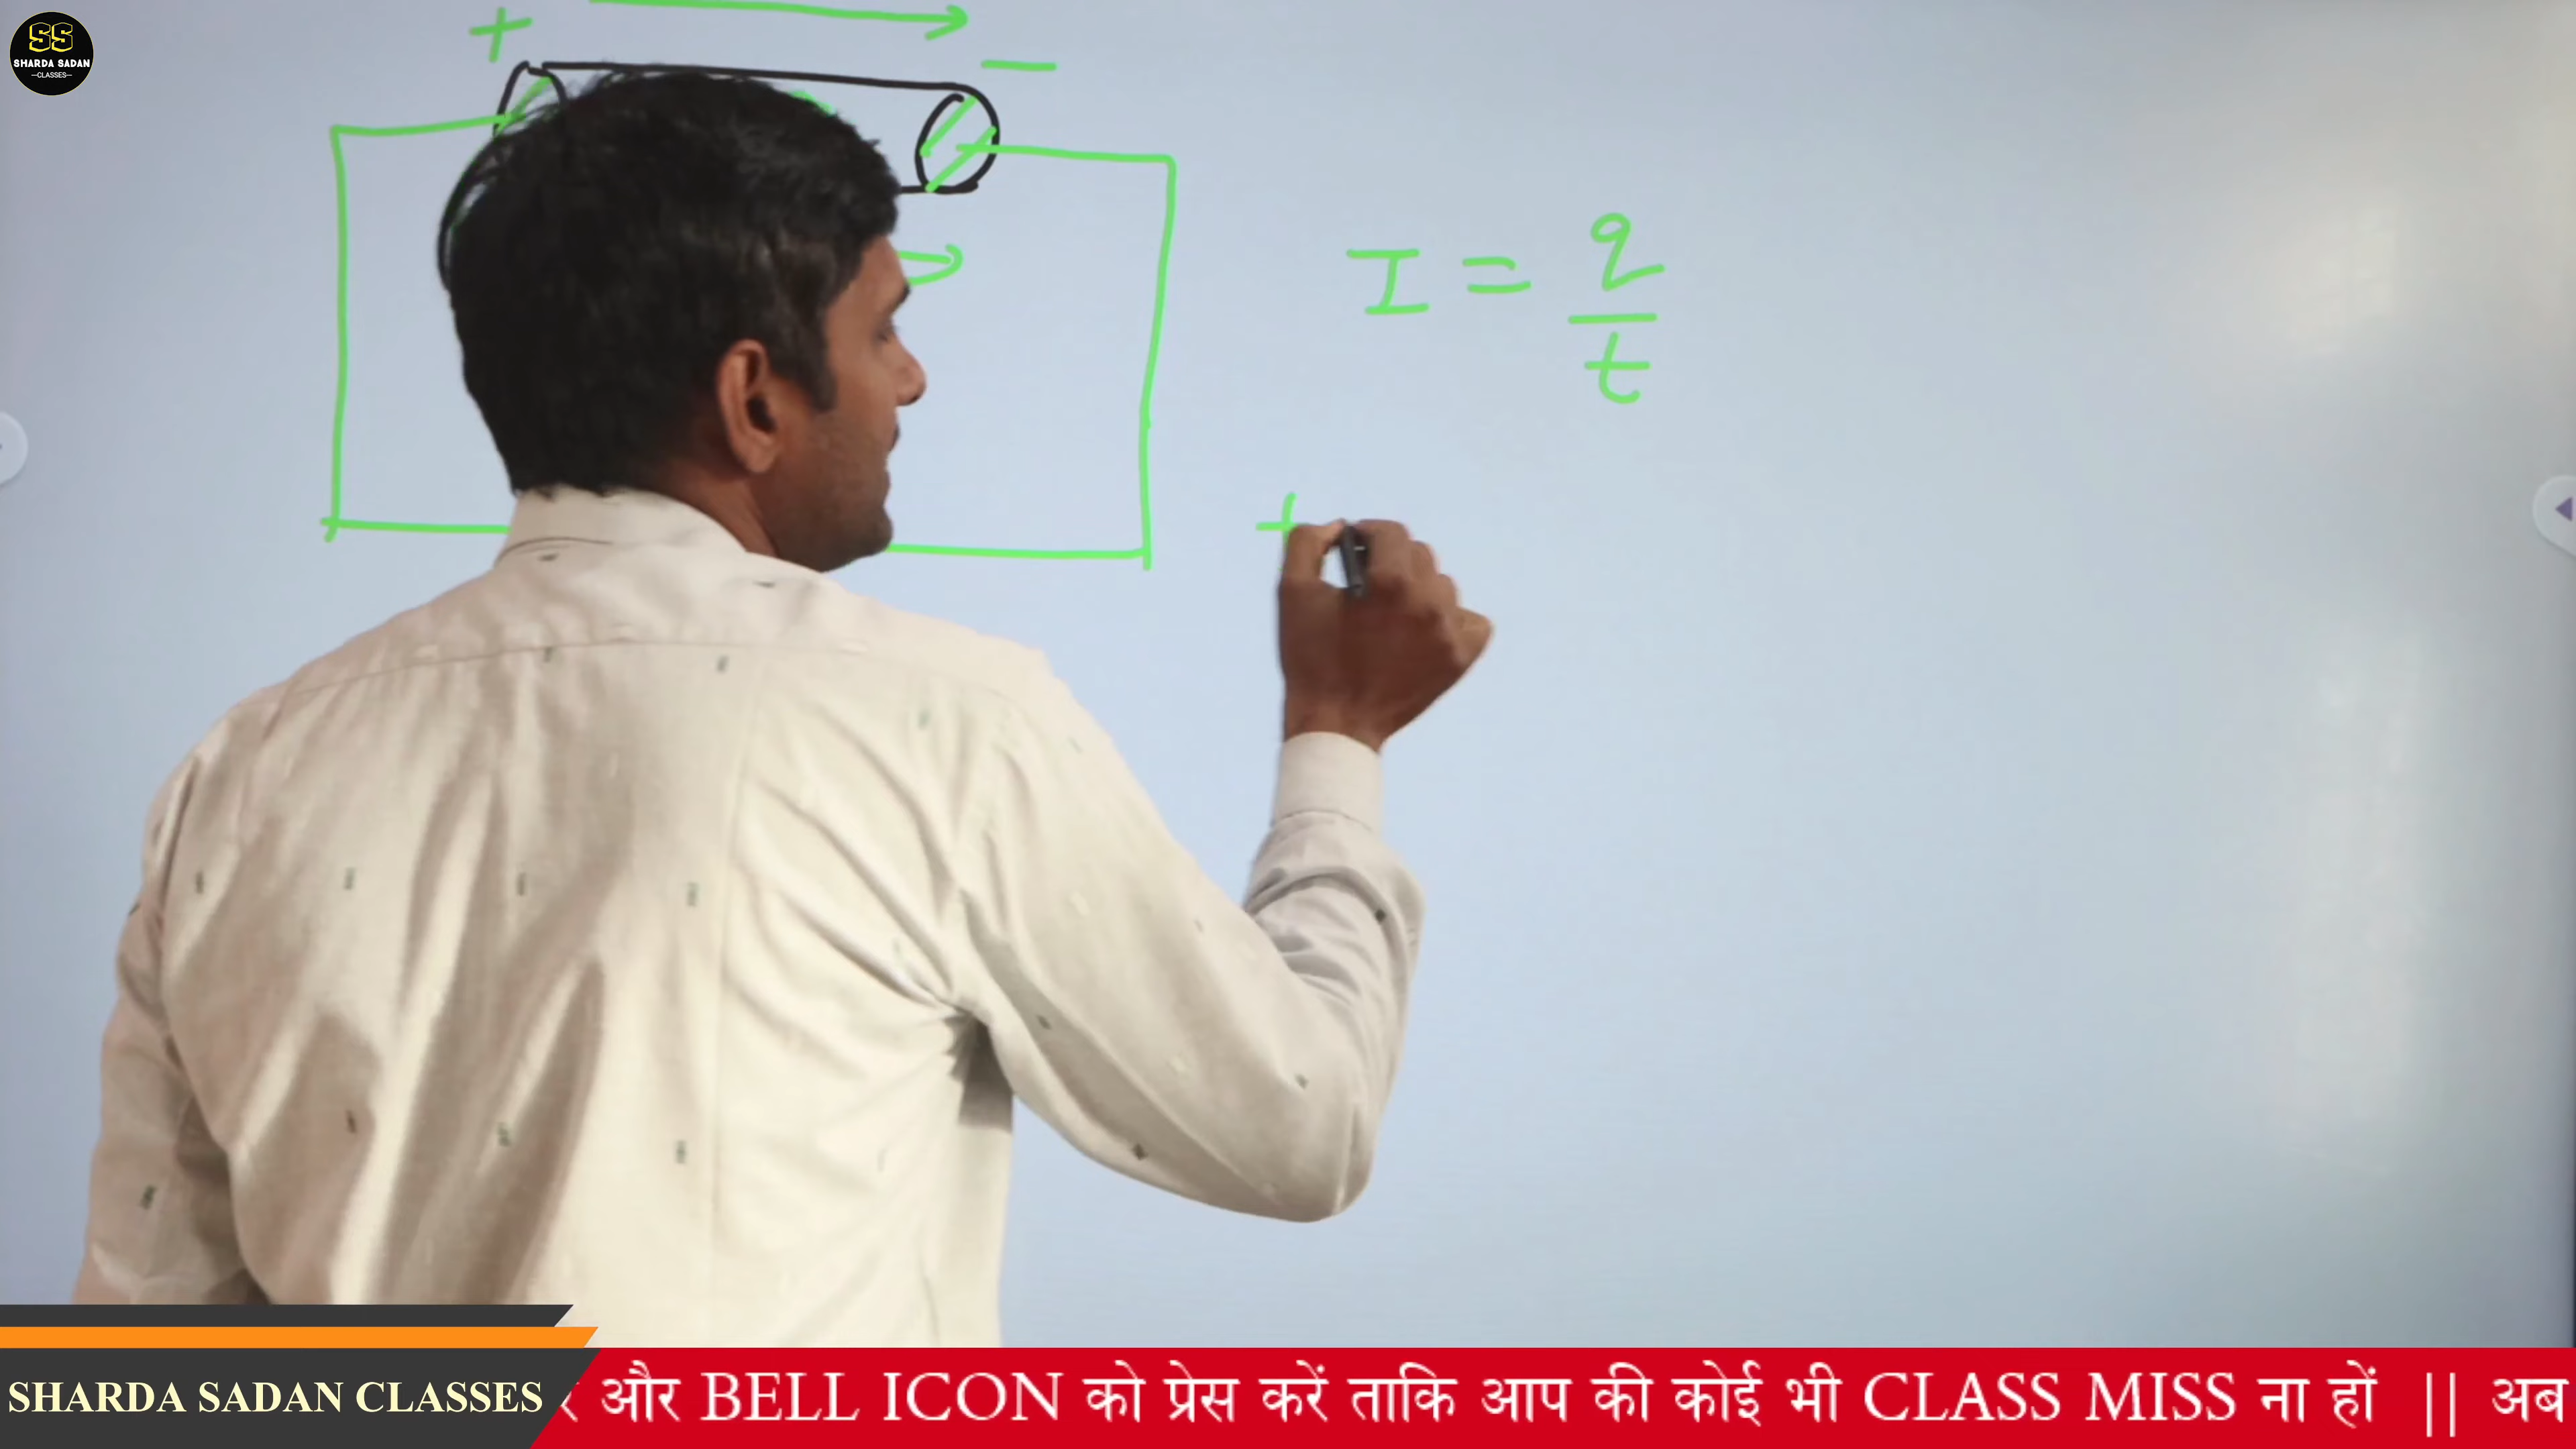 SS
SHARDA SADAN
—CLASSES—
+
−
I = q/t
+
SHARDA SADAN CLASSES
और BELL ICON को प्रेस करें ताकि आप की कोई भी CLASS MISS ना हों || अब